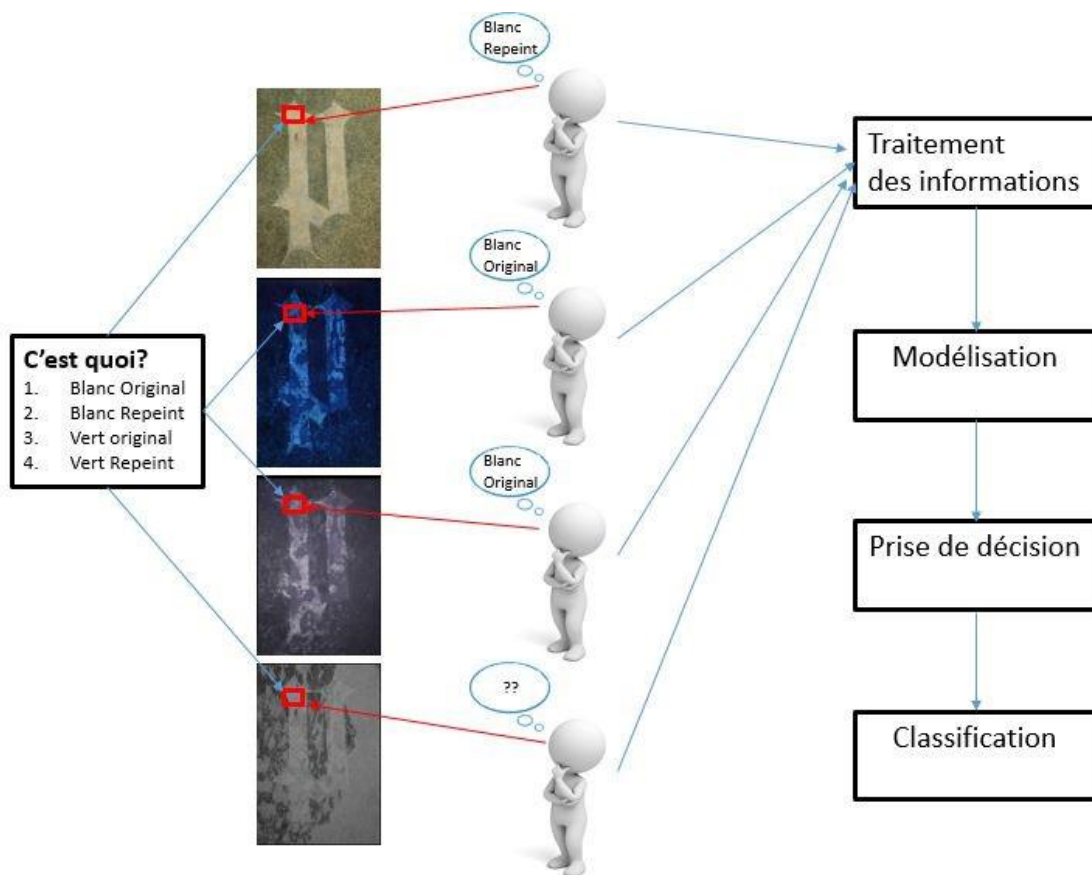 Blanc
Repeint
Traitement
des informations
Blanc
Original
C'est quoi?
1. Blanc Original
2. Blanc Repeint
3. Vert original
4. Vert Repeint
Modélisation
Blanc
Original
Prise de décision
??
Classification